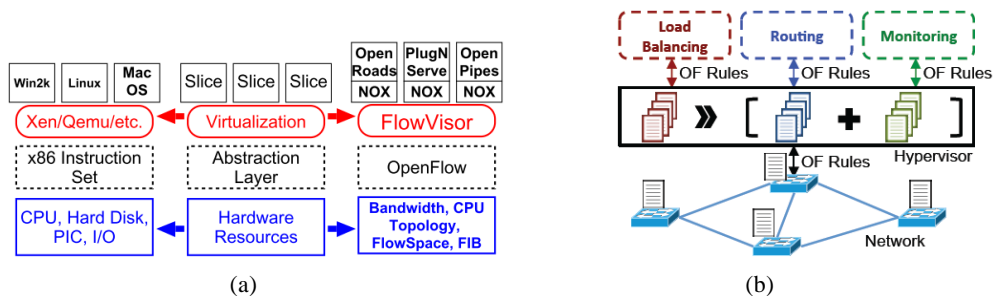 Win2k
Linux
Mac
OS
Slice
Slice
Slice
Open
Roads
NOX
PlugN
Serve
NOX
Open
Pipes
NOX
Xen/Qemu/etc.
Virtualization
FlowVisor
x86 Instruction
Set
Abstraction
Layer
OpenFlow
CPU, Hard Disk,
PIC, I/O
Hardware
Resources
Bandwidth, CPU
Topology,
FlowSpace, FIB
(a)
Load
Balancing
Routing
Monitoring
OF Rules
OF Rules
OF Rules
» [ + ]
OF Rules
Hypervisor
Network
(b)